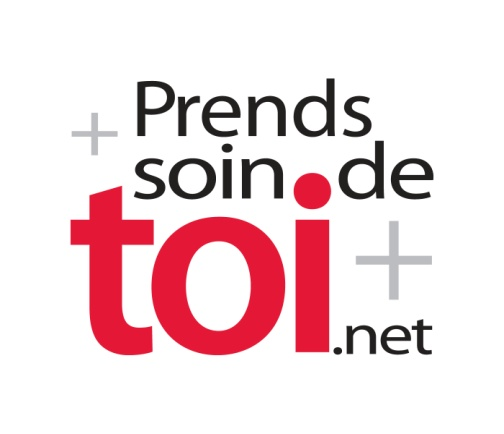 + Prends
soin de
toi +
.net